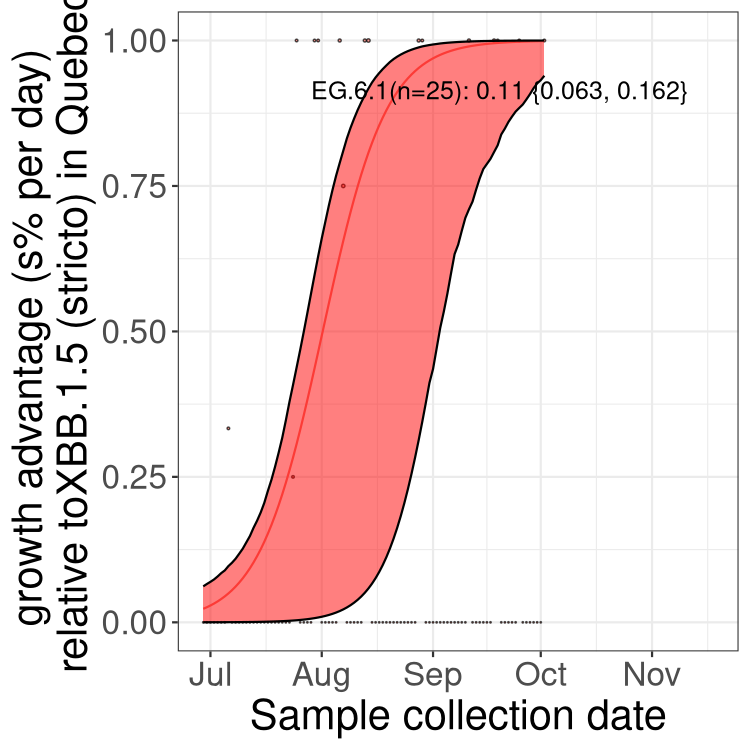 growth advantage (s% per day)
relative toXBB.1.5 (stricto) in Quebec
1.00
0.75
0.50
0.25
0.00
EG.6.1(n=25): 0.11 {0.063, 0.162}
Jul Aug Sep Oct Nov
Sample collection date